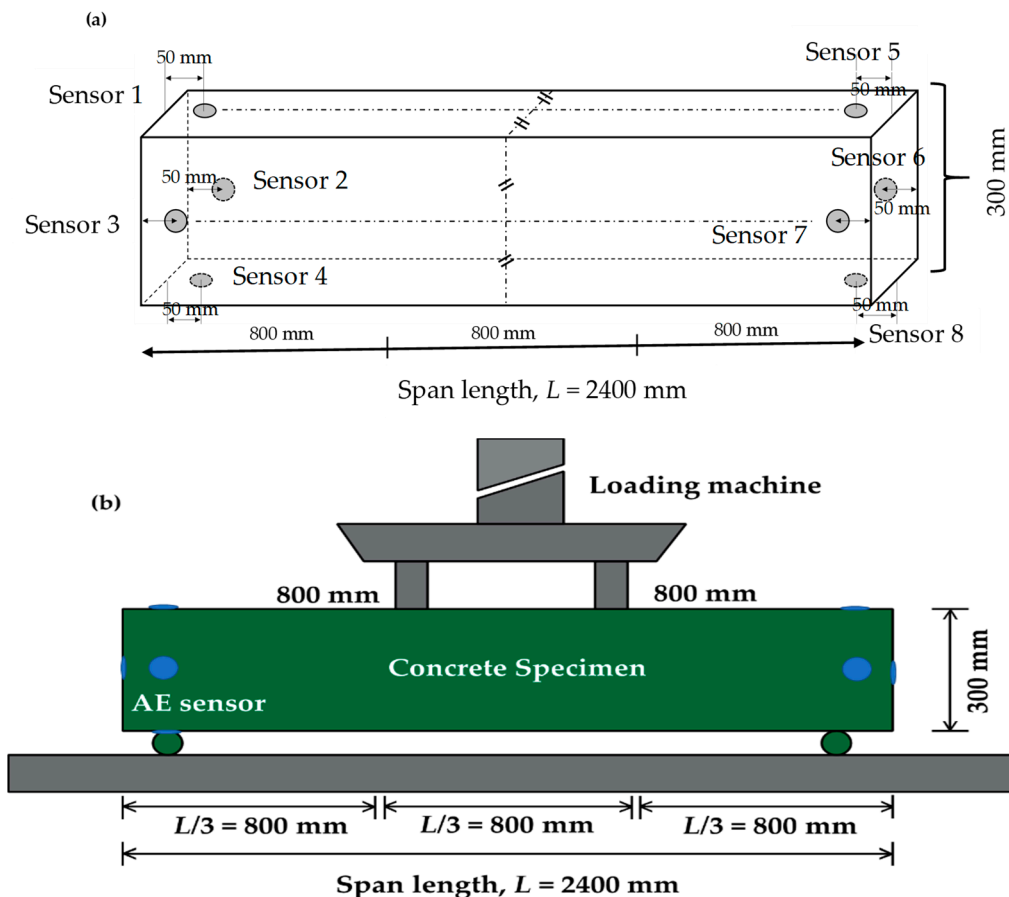 (a)
50 mm
Sensor 1
Sensor 5
50 mm
Sensor 6
50 mm
Sensor 2
300 mm
Sensor 3
50 mm
Sensor 7
Sensor 4
50 mm
50 mm
800 mm
800 mm
800 mm
Sensor 8
Span length, L = 2400 mm
(b)
Loading machine
800 mm
800 mm
Concrete Specimen
AE sensor
300 mm
L/3 = 800 mm
L/3 = 800 mm
L/3 = 800 mm
Span length, L = 2400 mm